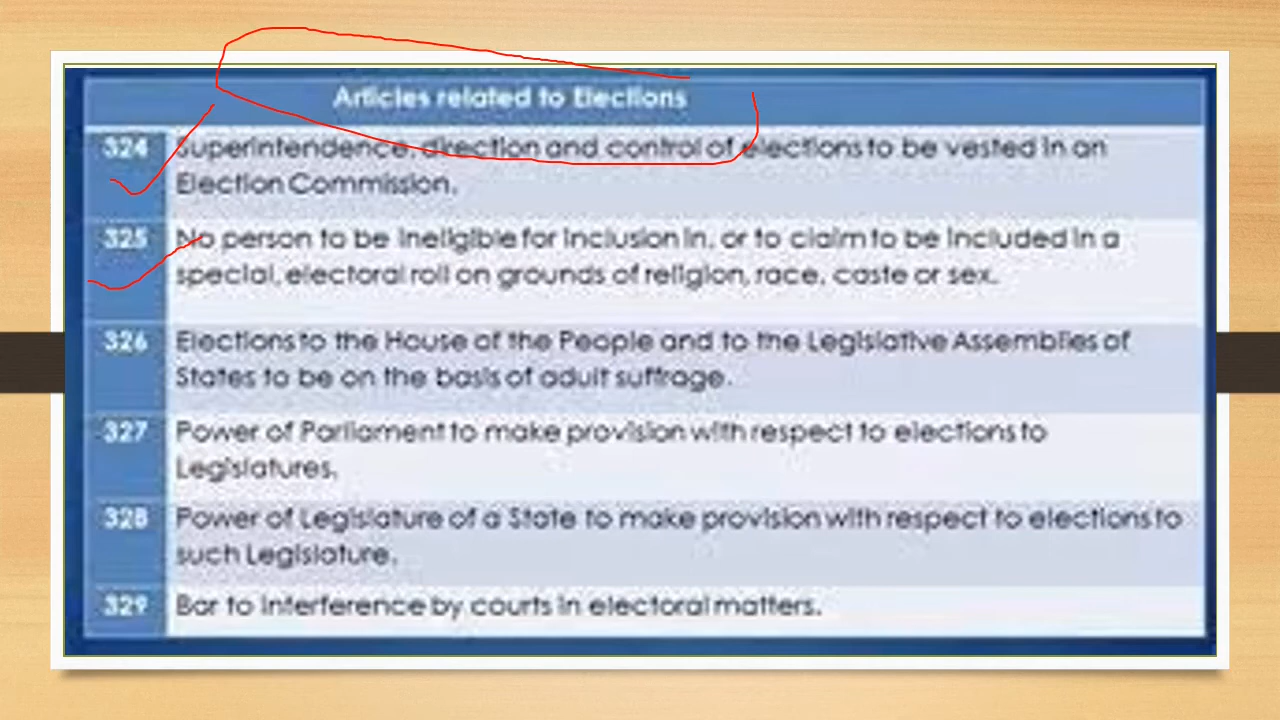 Articles related to Elections
324 Superintendence, direction and control of elections to be vested in an
Election Commission.
325 No person to be ineligible for inclusion in, or to claim to be included in a
special, electoral roll on grounds of religion, race, caste or sex.
326 Elections to the House of the People and to the Legislative Assemblies of
States to be on the basis of adult suffrage.
327 Power of Parliament to make provision with respect to elections to
Legislatures.
328 Power of Legislature of a State to make provision with respect to elections to
such Legislature.
329 Bar to interference by courts in electoral matters.